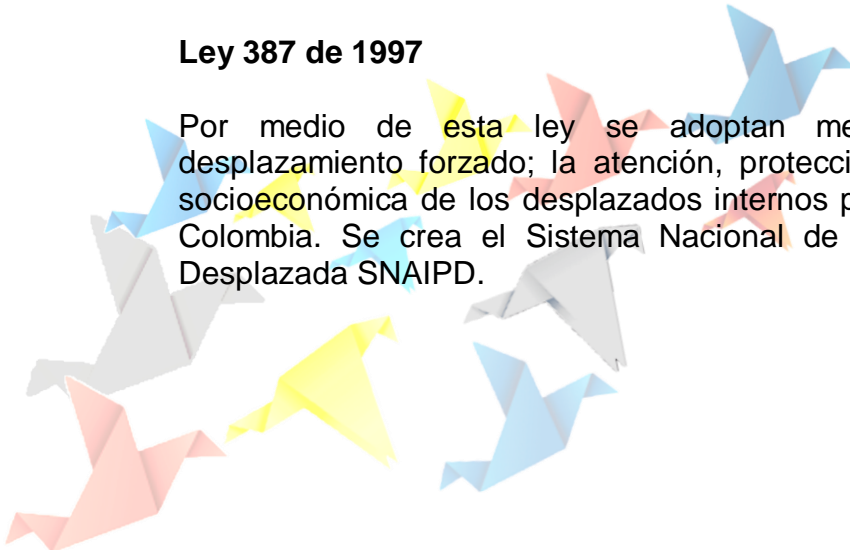 Ley 387 de 1997
Por medio de esta ley se adoptan
desplazamiento forzado; la atención,
socioeconómica de los desplazados internos
Colombia. Se crea el Sistema Nacional de
Desplazada SNAIPD.